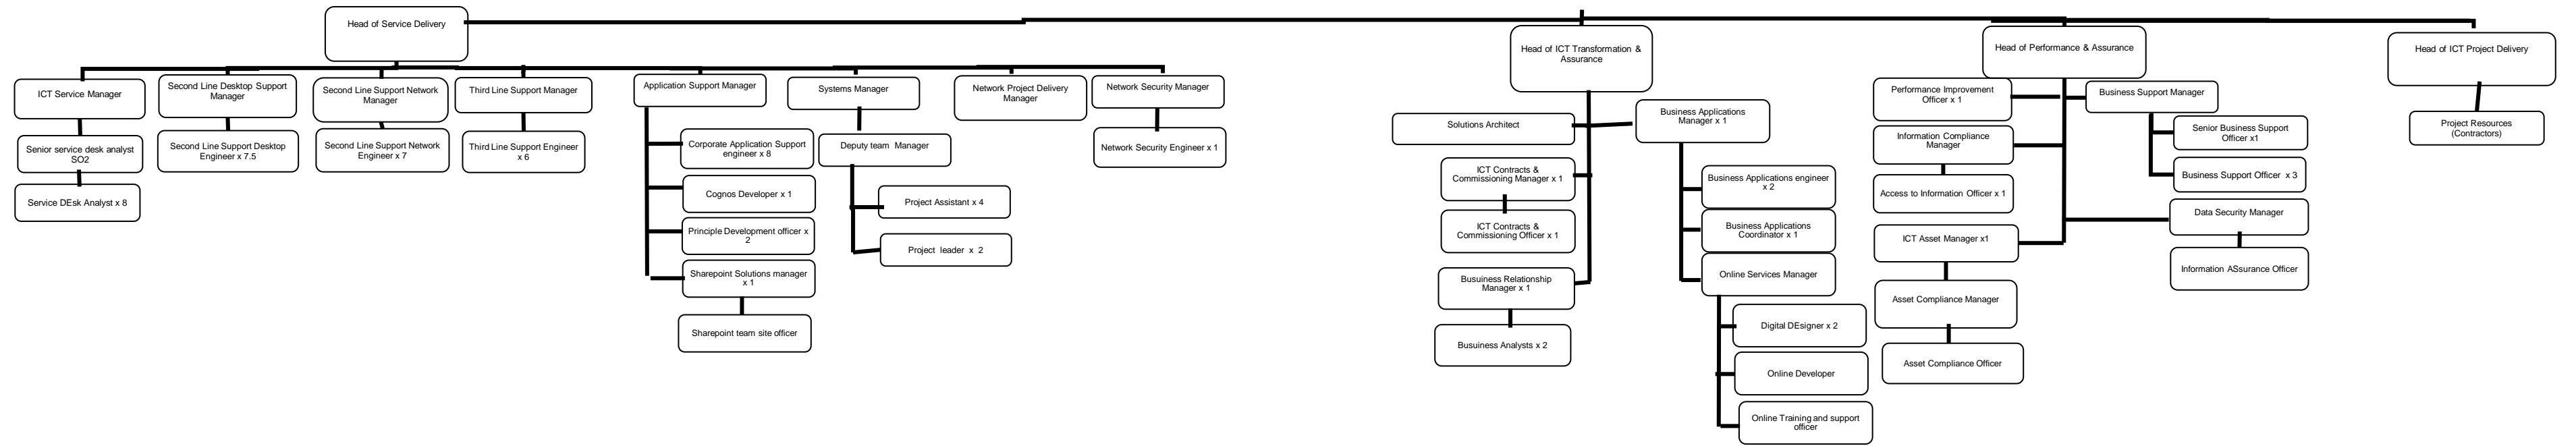 Head of Service Delivery
Head of ICT Transformation &
Assurance
Head of Performance & Assurance
Head of ICT Project Delivery
ICT Service Manager
Senior service desk analyst
SO2
Service DEsk Analyst x 8
Second Line Desktop Support
Manager
Second Line Support Desktop
Engineer x 7.5
Second Line Support Network
Manager
Second Line Support Network
Engineer x 7
Third Line Support Manager
Third Line Support Engineer
x 6
Application Support Manager
Corporate Application Support
engineer x 8
Cognos Developer x 1
Principle Development officer x
2
Sharepoint Solutions manager
x 1
Sharepoint team site officer
Systems Manager
Deputy team Manager
Project Assistant x 4
Project leader x 2
Network Project Delivery
Manager
Network Security Manager
Network Security Engineer x 1
Solutions Architect
ICT Contracts &
Commissioning Manager x 1
ICT Contracts &
Commissioning Officer x 1
Busuiness Relationship
Manager x 1
Busuiness Analysts x 2
Business Applications
Manager x 1
Business Applications engineer
x 2
Business Applications
Coordinator x 1
Online Services Manager
Digital DEsigner x 2
Online Developer
Online Training and support
officer
Performance Improvement
Officer x 1
Information Compliance
Manager
Access to Information Officer x 1
ICT Asset Manager x1
Asset Compliance Manager
Asset Compliance Officer
Business Support Manager
Senior Business Support
Officer x1
Business Support Officer x 3
Data Security Manager
Information ASsurance Officer
Project Resources
(Contractors)